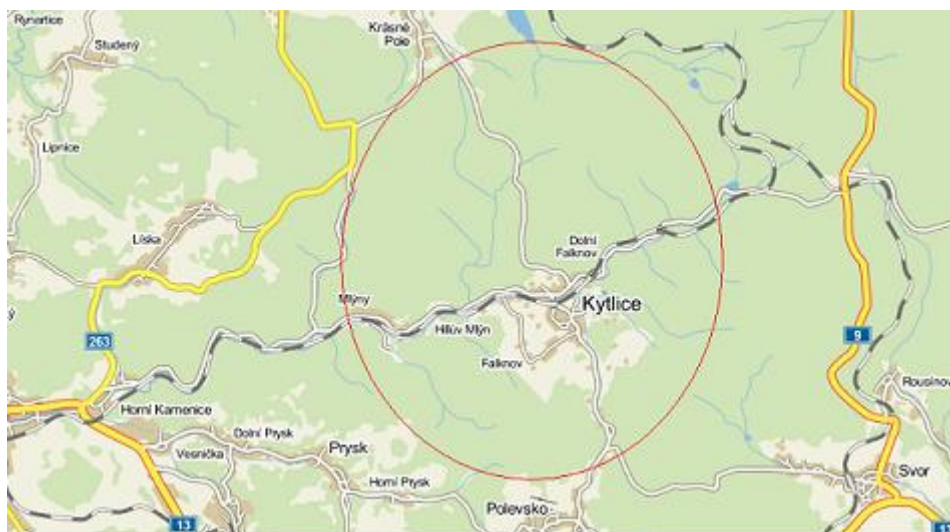 Rynartice
Studený
Krásné
Pole
Lipnice
Líska
Dolní
Falknov
Mlýny
Kytlice
Hillův Mlýn
ý
263
9
Falknov
Rousínov
Horní Kamenice
Dolní Prysk
Vesnička
Prysk
Horní Prysk
Svor
Polevsko
13